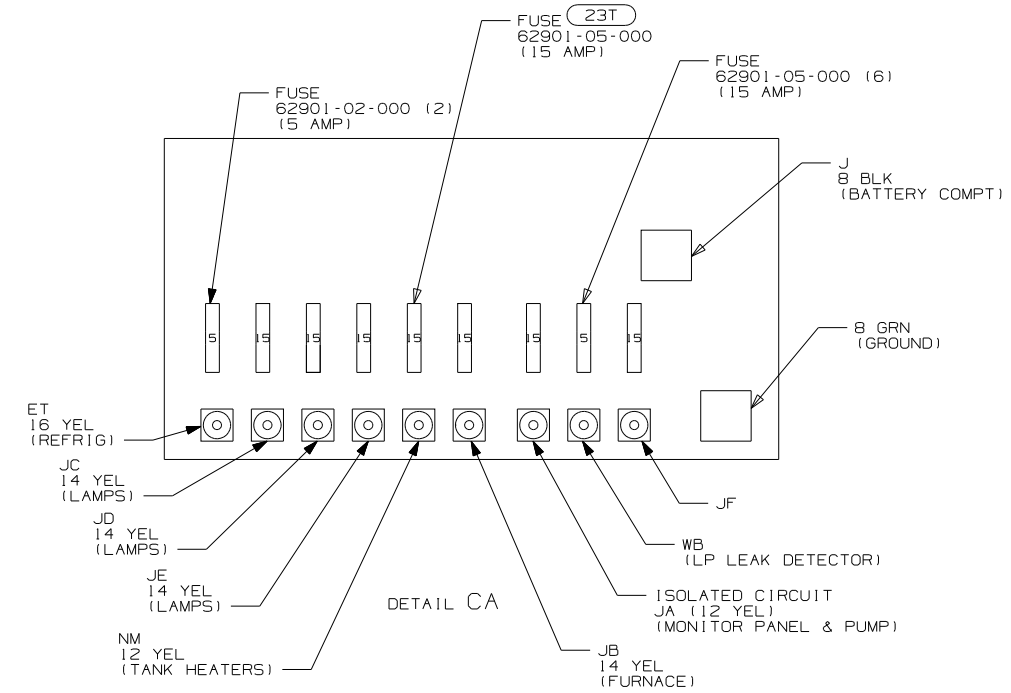 FUSE 23T
62901-05-000
(15 AMP)
FUSE
62901-05-000 (6)
(15 AMP)
FUSE
62901-02-000 (2)
(5 AMP)
J
8 BLK
(BATTERY COMPT)
8 GRN
(GROUND)
5 15 15 15 15 15 15 5 15
ET
16 YEL
(REFRIG)
JC
14 YEL
(LAMPS)
JD
14 YEL
(LAMPS)
JE
14 YEL
(LAMPS)
NM
12 YEL
(TANK HEATERS)
DETAIL CA
JF
WB
(LP LEAK DETECTOR)
ISOLATED CIRCUIT
JA (12 YEL)
(MONITOR PANEL & PUMP)
JB
14 YEL
(FURNACE)